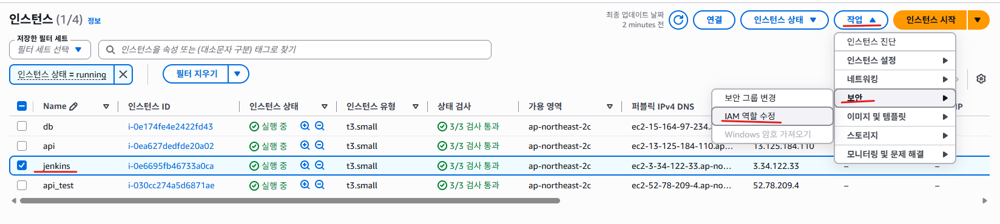 인스턴스 (1/4) 정보
최종 업데이트 날짜
2 minutes 전
연결
인스턴스 상태
작업
인스턴스 시작
저장한 필터 세트
필터 세트 선택
인스턴스을 속성 또는 (대소문자 구분) 태그로 찾기
인스턴스 상태 = running
필터 지우기
인스턴스 진단
인스턴스 설정
네트워킹
보안
이미지 및 템플릿
스토리지
모니터링 및 문제 해결
보안 그룹 변경
IAM 역할 수정
Windows 암호 가져오기
Name 인스턴스 ID 인스턴스 상태 인스턴스 유형 상태 검사 가용 영역 퍼블릭 IPv4 DNS IP
db i-0e174fe4e2422fd43 실행 중 t3.small 3/3 검사 통과 ap-northeast-2c ec2-15-164-97-234.a
api i-0ea627dedfde20a02 실행 중 t3.small 3/3 검사 통과 ap-northeast-2c ec2-13-125-184-110.ap... 13.125.184.110
jenkins i-0e6695fb46733a0ca 실행 중 t3.small 3/3 검사 통과 ap-northeast-2c ec2-3-34-122-33.ap-no... 3.34.122.33 – –
api_test i-030cc274a5d6871ae 실행 중 t3.small 3/3 검사 통과 ap-northeast-2c ec2-52-78-209-4.ap-no... 52.78.209.4 – –